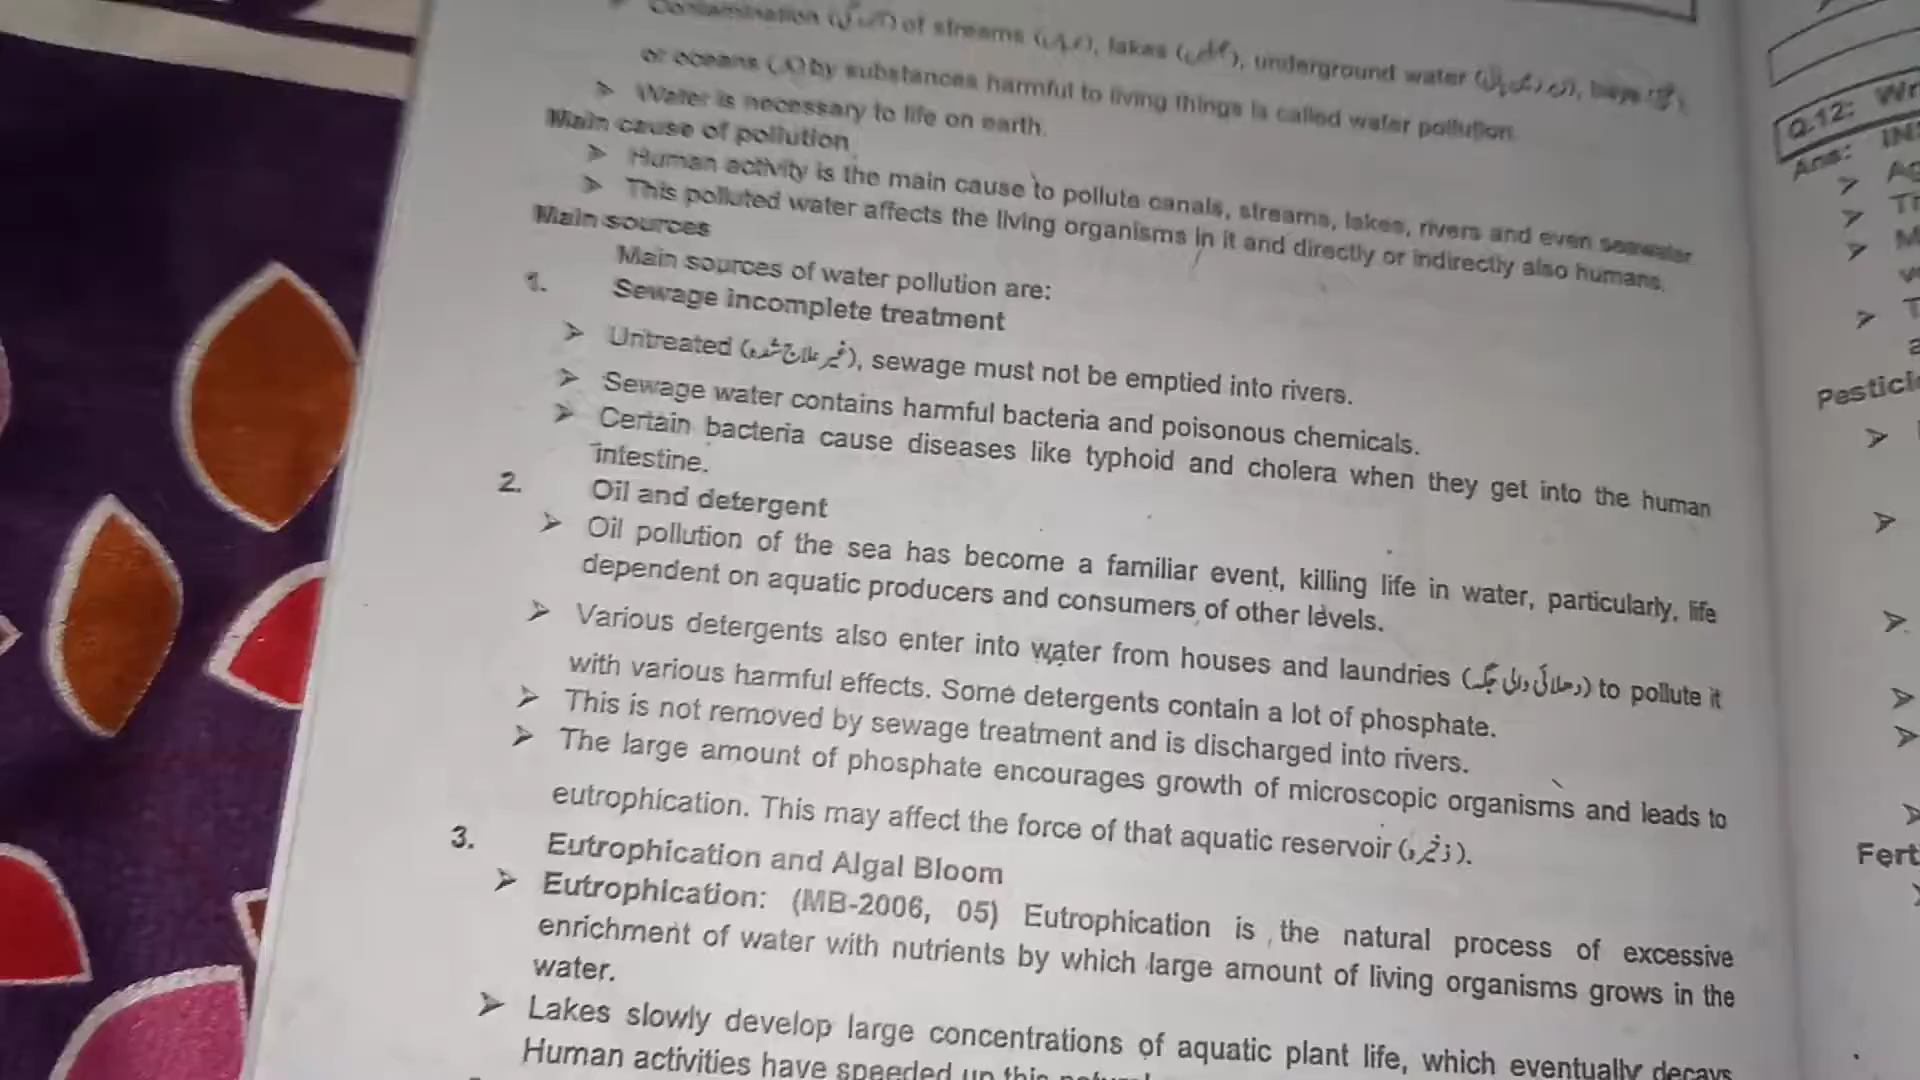 Contamination of streams lakes underground water bays
or oceans by substances harmful to living things is called water pollution.
➤ Water is necessary to life on earth.
Main cause of pollution
➤ Human activity is the main cause to pollute canals, streams, lakes, rivers and even seawater.
➤ This polluted water affects the living organisms in it and directly or indirectly also humans.
Main sources
Main sources of water pollution are:
1. Sewage incomplete treatment
➤ Untreated (غیر علاج شدہ), sewage must not be emptied into rivers.
➤ Sewage water contains harmful bacteria and poisonous chemicals.
➤ Certain bacteria cause diseases like typhoid and cholera when they get into the human
intestine.
2. Oil and detergent
➤ Oil pollution of the sea has become a familiar event, killing life in water, particularly, life
dependent on aquatic producers and consumers of other levels.
➤ Various detergents also enter into water from houses and laundries (دھلائی والی جگہ) to pollute it
with various harmful effects. Some detergents contain a lot of phosphate.
➤ This is not removed by sewage treatment and is discharged into rivers.
➤ The large amount of phosphate encourages growth of microscopic organisms and leads to
eutrophication. This may affect the force of that aquatic reservoir (ذخیرہ).
3. Eutrophication and Algal Bloom
➤ Eutrophication: (MB-2006, 05) Eutrophication is the natural process of excessive
enrichment of water with nutrients by which large amount of living organisms grows in the
water.
➤ Lakes slowly develop large concentrations of aquatic plant life, which eventually decays
Human activities have speeded up this
Q.12:
Ans:
➤
➤
➤
➤
➤
➤
➤
➤
➤
➤